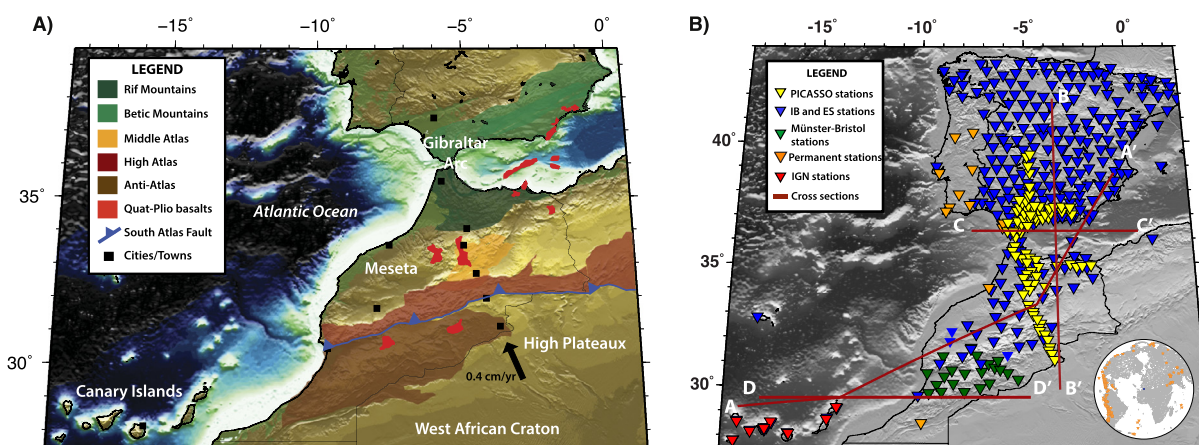 A)
−15˚
−10˚
−5˚
0˚
LEGEND
Rif Mountains
Betic Mountains
Middle Atlas
High Atlas
Anti-Atlas
Quat-Plio basalts
South Atlas Fault
Cities/Towns
Gibraltar
Arc
35˚
Atlantic Ocean
Meseta
30˚
High Plateaux
0.4 cm/yr
Canary Islands
West African Craton
B)
−15˚
−10˚
−5˚
0˚
LEGEND
PICASSO stations
IB and ES stations
Münster-Bristol
stations
Permanent stations
IGN stations
Cross sections
40˚
B
A′
C
C′
35˚
30˚
D
D′
B′
A